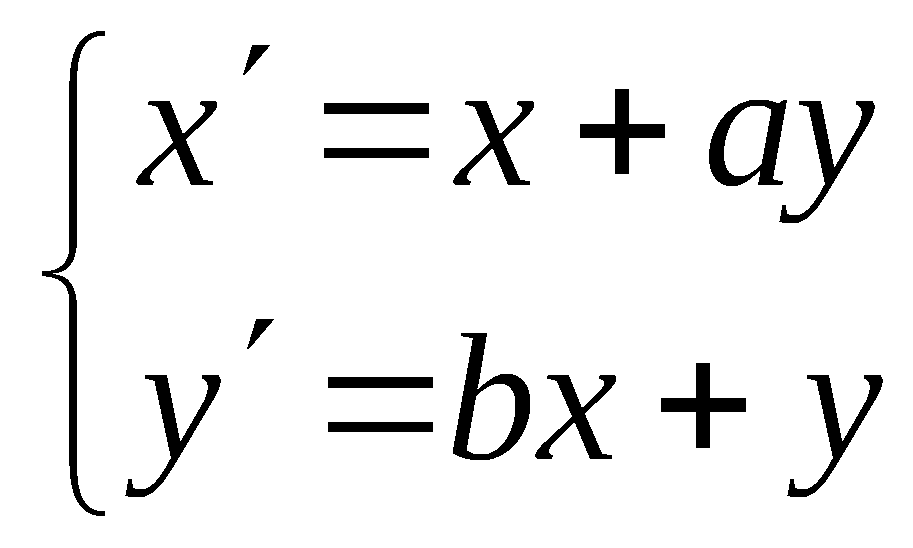 x′ = x + ay
y′ = bx + y